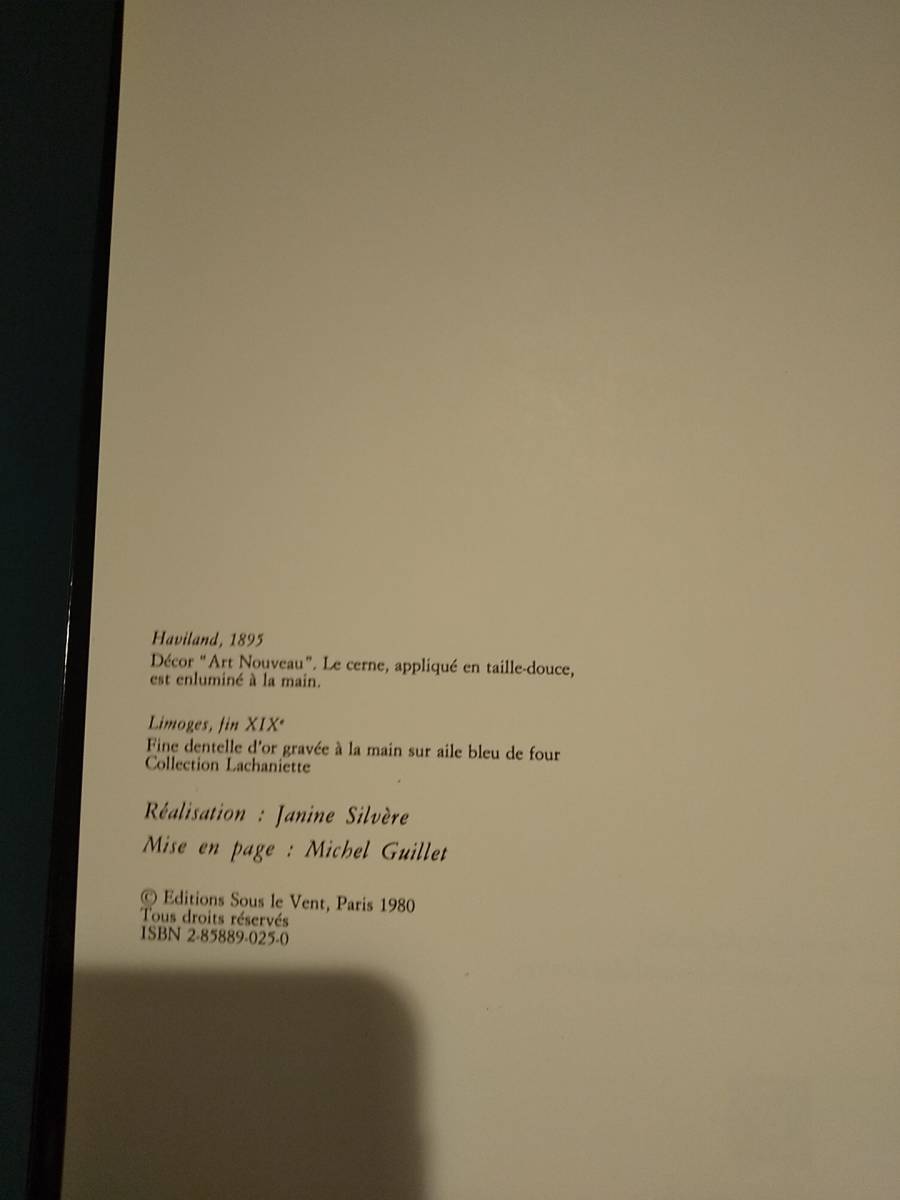 Haviland, 1895
Décor "Art Nouveau". Le cerne, appliqué en taille-douce,
est enluminé à la main.
Limoges, fin XIXᵉ
Fine dentelle d'or gravée à la main sur aile bleu de four
Collection Lachaniette
Réalisation : Janine Silvère
Mise en page : Michel Guillet
© Editions Sous le Vent, Paris 1980
Tous droits réservés
ISBN 2-85889-025-0